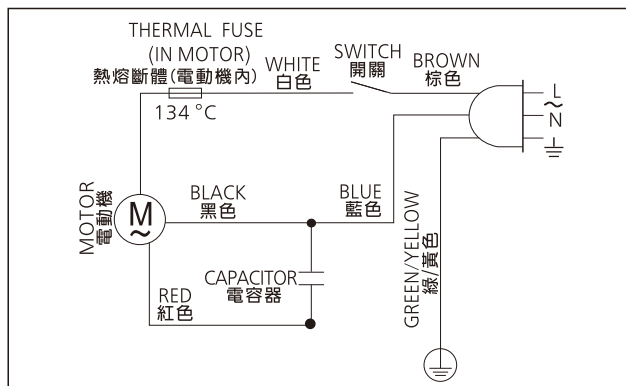 THERMAL FUSE
(IN MOTOR)
熱熔斷體(電動機內)
134 °C
WHITE
白色
SWITCH
開關
BROWN
棕色
L
~
N
MOTOR
電動機
M
~
BLACK
黑色
BLUE
藍色
CAPACITOR
電容器
RED
紅色
GREEN/YELLOW
綠/黃色